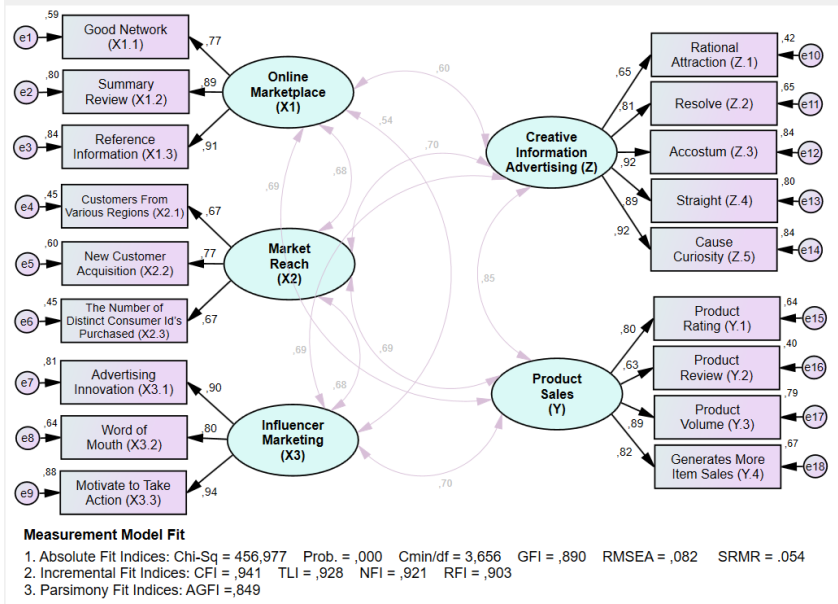 ,59
e1
Good Network
(X1.1)
,77
,80
e2
Summary
Review (X1.2)
,89
,84
e3
Reference
Information (X1.3)
,91
Online
Marketplace
(X1)
,45
e4
Customers From
Various Regions (X2.1)
,67
,60
e5
New Customer
Acquisition (X2.2)
,77
,45
e6
The Number of
Distinct Consumer Id's
Purchased (X2.3)
,67
Market
Reach
(X2)
,81
e7
Advertising
Innovation (X3.1)
,90
,64
e8
Word of
Mouth (X3.2)
,80
,88
e9
Motivate to Take
Action (X3.3)
,94
Influencer
Marketing
(X3)
,60
,54
,70
,68
,69
,85
,69
,69
,68
,70
Creative
Information
Advertising (Z)
,65
Rational
Attraction (Z.1)
,42
e10
,81
Resolve (Z.2)
,65
e11
,92
Accostum (Z.3)
,84
e12
,89
Straight (Z.4)
,80
e13
,92
Cause
Curiosity (Z.5)
,84
e14
Product
Sales
(Y)
,80
Product
Rating (Y.1)
,64
e15
,63
Product
Review (Y.2)
,40
e16
,89
Product
Volume (Y.3)
,79
e17
,82
Generates More
Item Sales (Y.4)
,67
e18
Measurement Model Fit
1. Absolute Fit Indices: Chi-Sq = 456,977 Prob. = ,000 Cmin/df = 3,656 GFI = ,890 RMSEA = ,082 SRMR = .054
2. Incremental Fit Indices: CFI = ,941 TLI = ,928 NFI = ,921 RFI = ,903
3. Parsimony Fit Indices: AGFI =,849